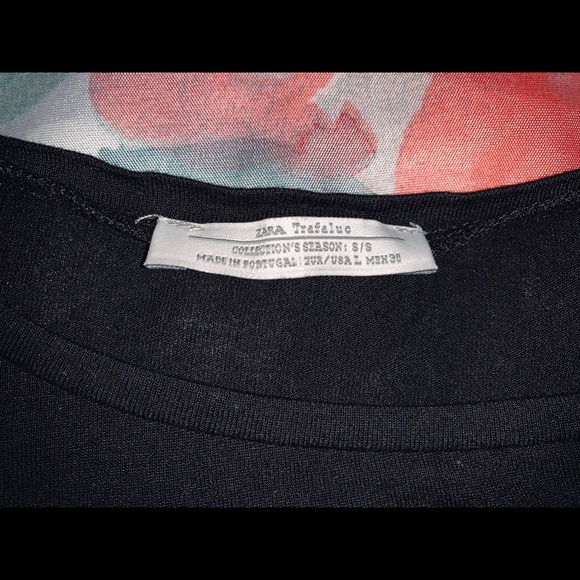 ZARA Trafaluc
COLLECTION'S SEASON: S/S
MADE IN PORTUGAL | EUR/USA L MEX 30